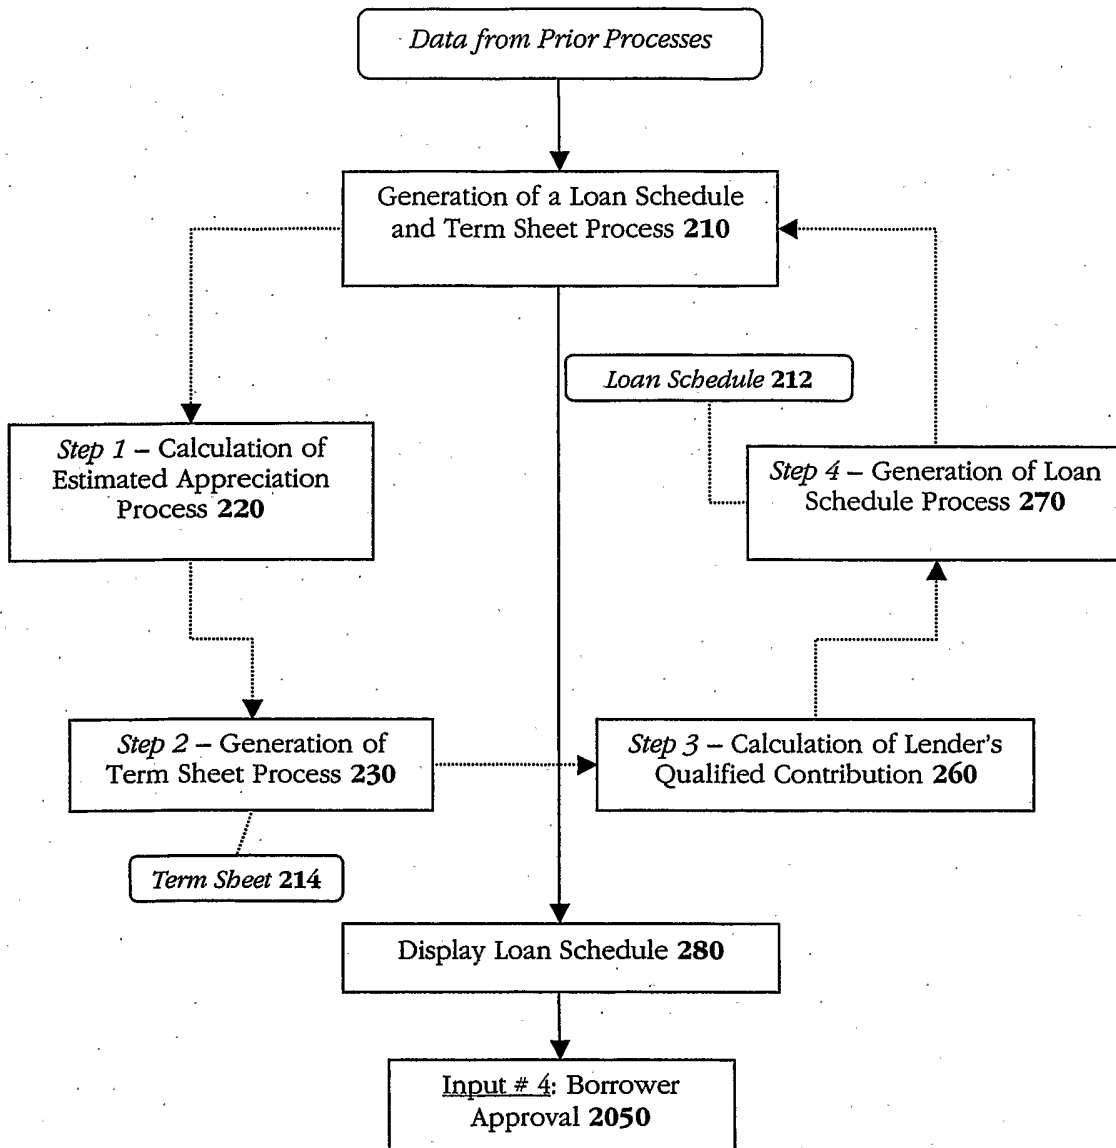 Data from Prior Processes
Generation of a Loan Schedule
and Term Sheet Process 210
Loan Schedule 212
Step 1 – Calculation of
Estimated Appreciation
Process 220
Step 4 – Generation of Loan
Schedule Process 270
Step 2 – Generation of
Term Sheet Process 230
Step 3 – Calculation of Lender's
Qualified Contribution 260
Term Sheet 214
Display Loan Schedule 280
Input # 4: Borrower
Approval 2050